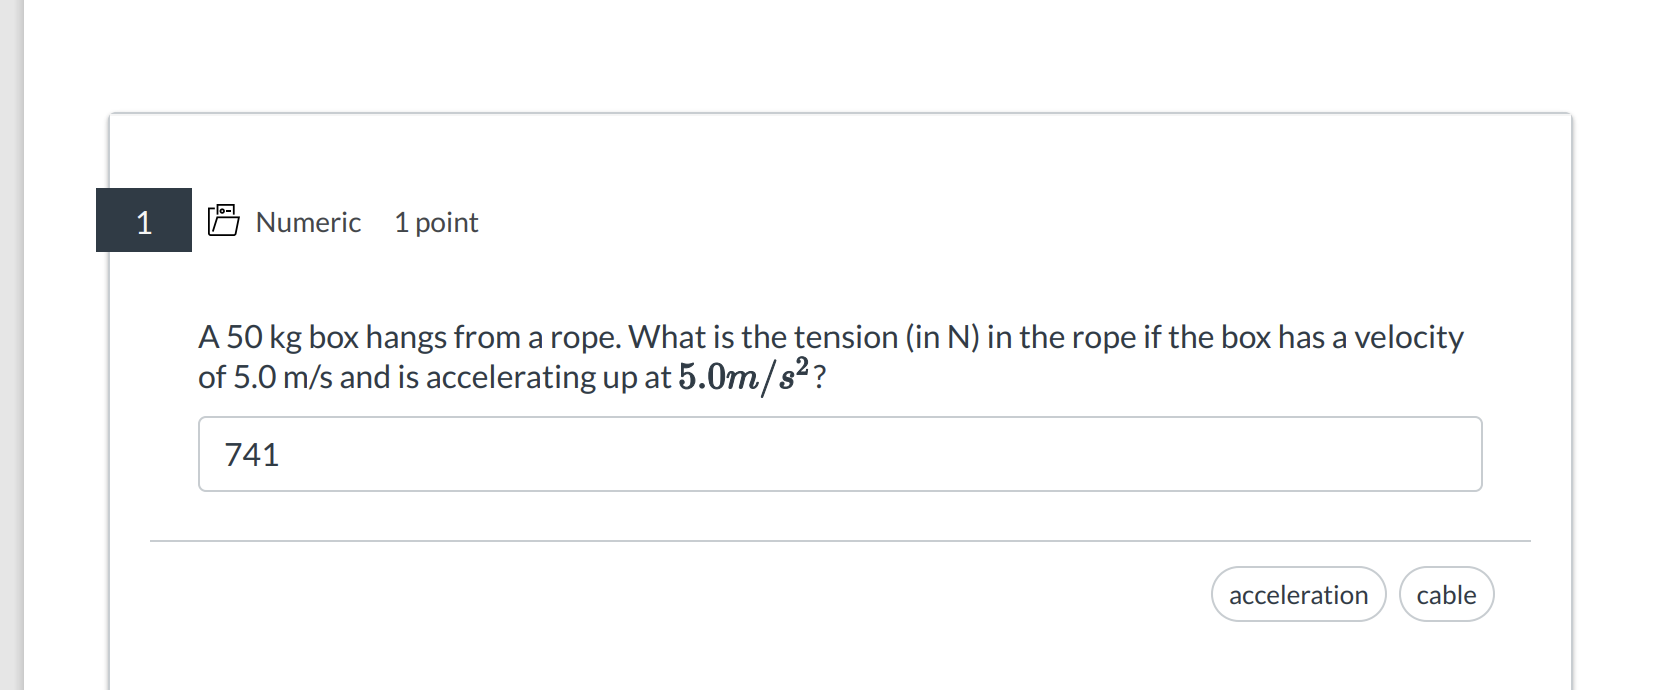 1
Numeric 1 point
A 50 kg box hangs from a rope. What is the tension (in N) in the rope if the box has a velocity
of 5.0 m/s and is accelerating up at 5.0m/s²?
741
acceleration cable